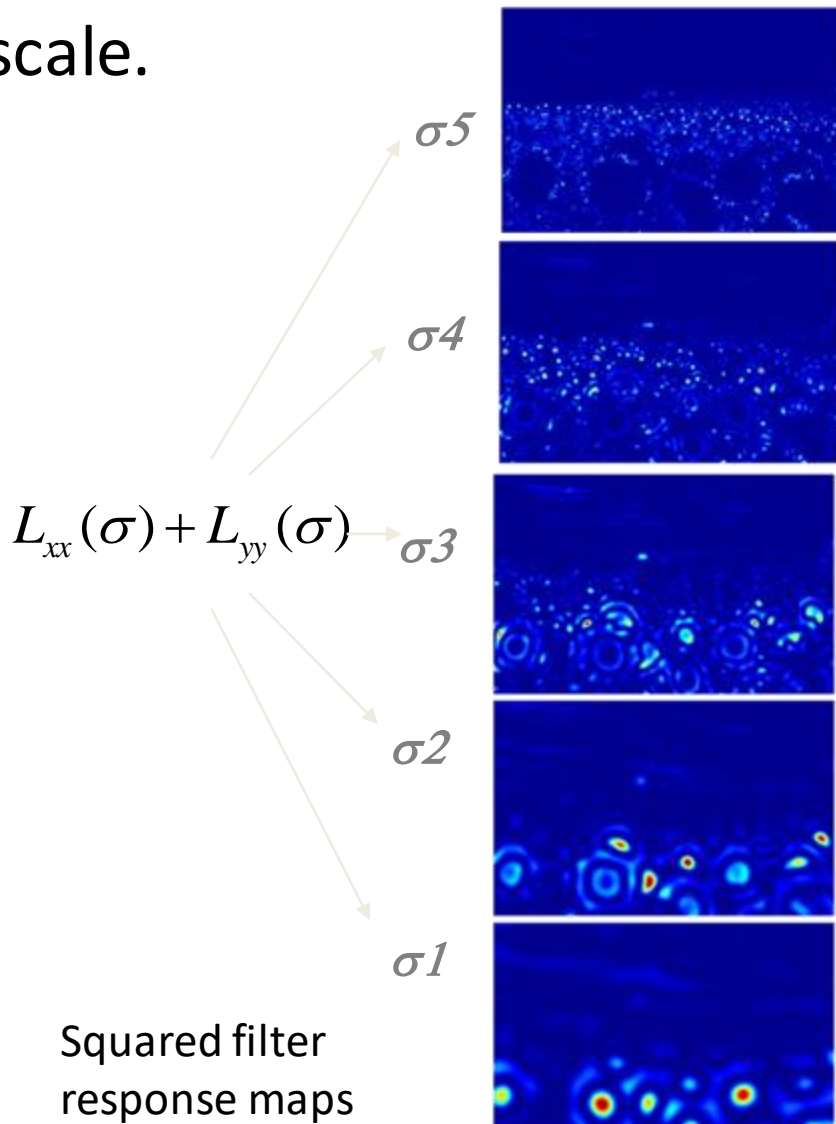 scale.
σ5
σ4
L_xx(σ) + L_yy(σ)
σ3
σ2
σ1
Squared filter
response maps